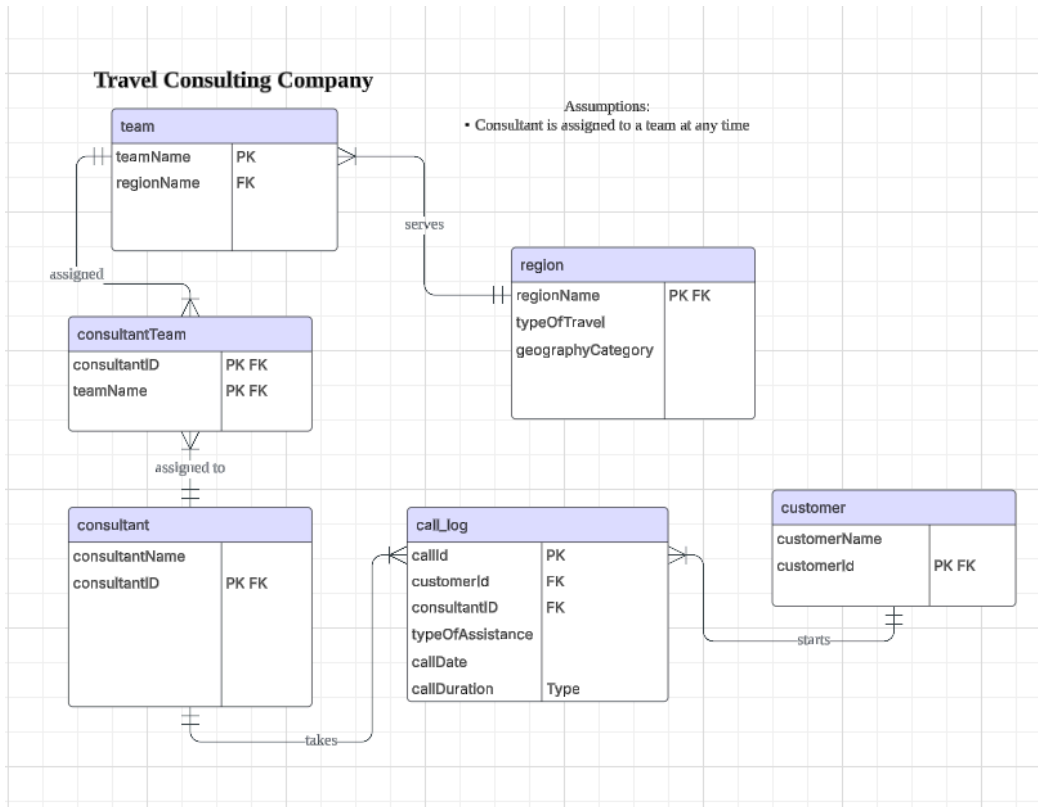 Travel Consulting Company
Assumptions:
• Consultant is assigned to a team at any time
team
teamName PK
regionName FK
serves
assigned
region
regionName PK FK
typeOfTravel
geographyCategory
consultantTeam
consultantID PK FK
teamName PK FK
assigned to
consultant
consultantName
consultantID PK FK
call_log
callId PK
customerId FK
consultantID FK
typeOfAssistance
callDate
callDuration Type
customer
customerName
customerId PK FK
starts
takes